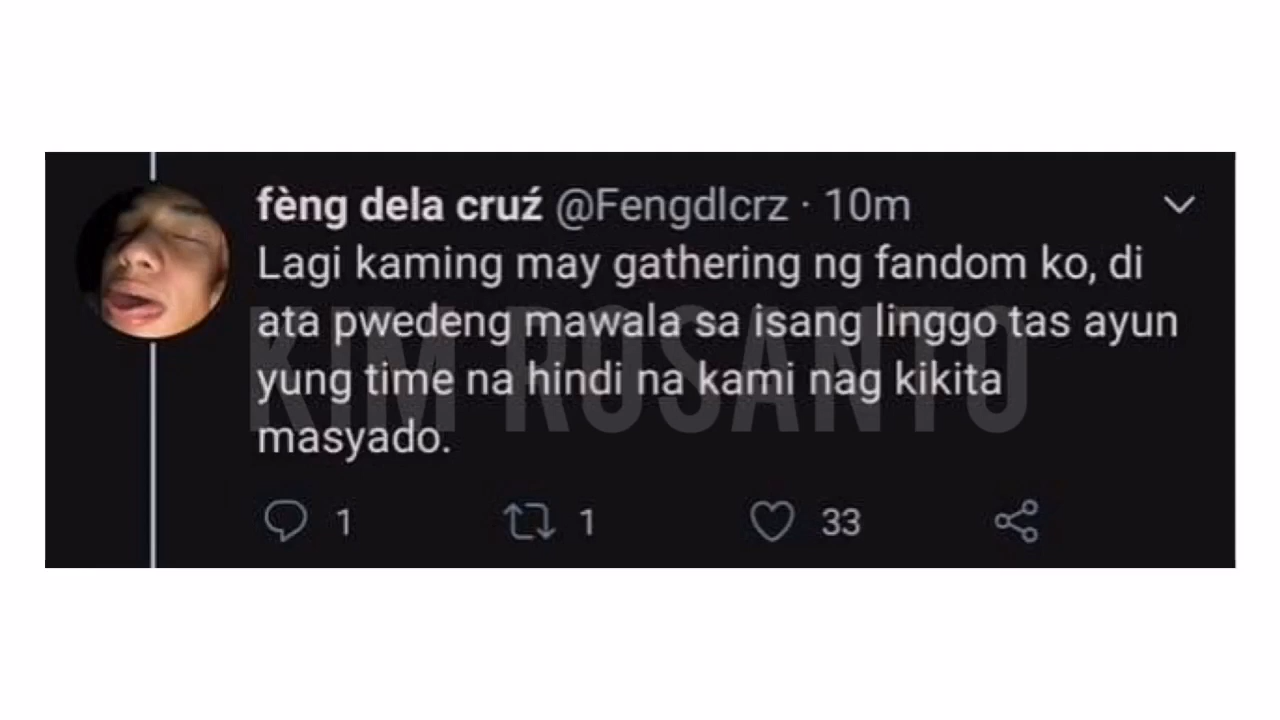 fèng dela cruź @Fengdlcrz · 10m
Lagi kaming may gathering ng fandom ko, di
ata pwedeng mawala sa isang linggo tas ayun
yung time na hindi na kami nag kikita
masyado.
KIM ROSANTO
1 1 33